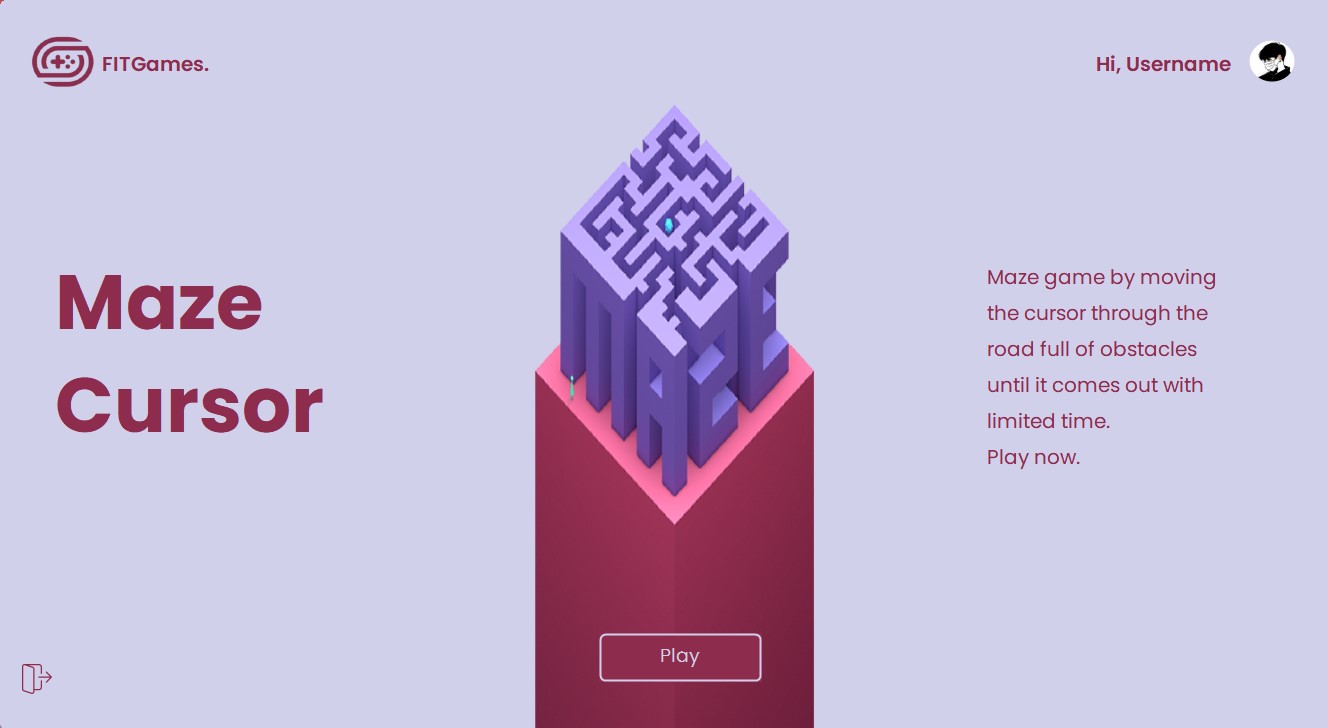 FITGames.
Hi, Username
Maze
Cursor
MAZE
Maze game by moving
the cursor through the
road full of obstacles
until it comes out with
limited time.
Play now.
Play